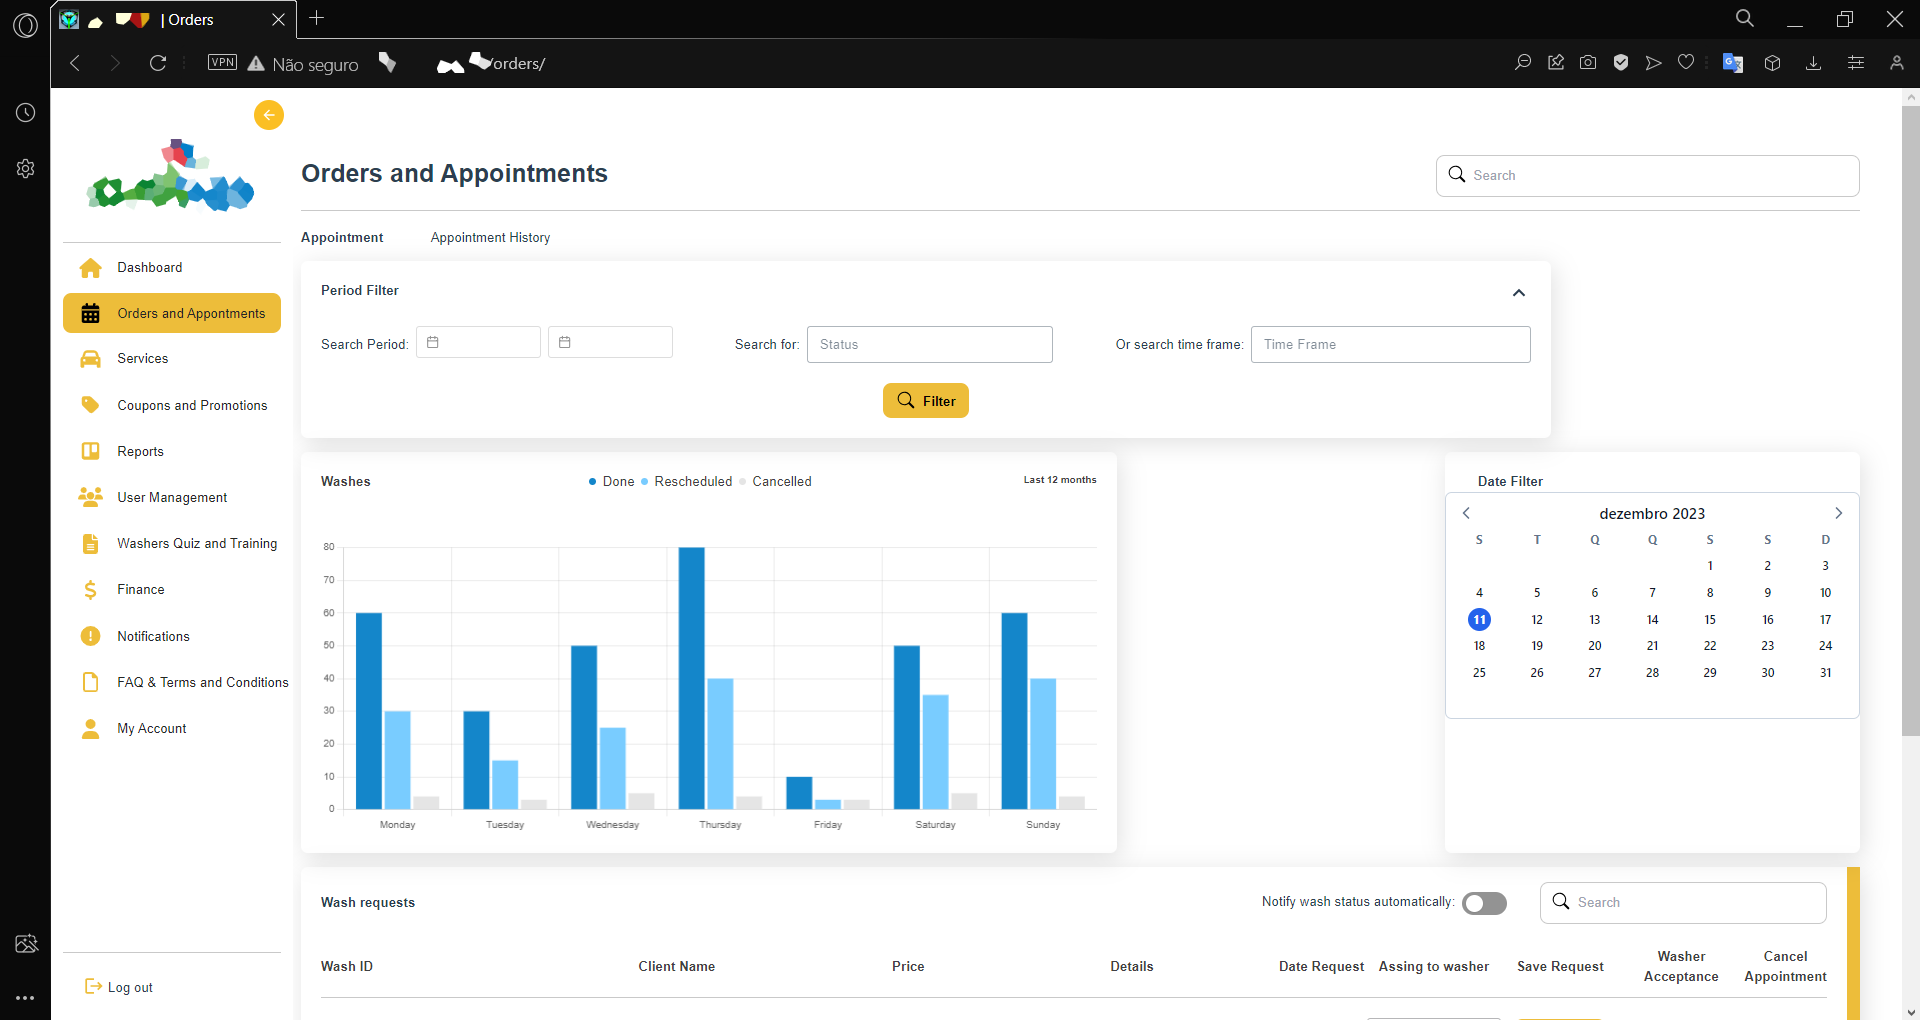 | Orders
VPN Não seguro /orders/
Orders and Appointments
Search
Appointment Appointment History
Dashboard
Orders and Appontments
Services
Coupons and Promotions
Reports
User Management
Washers Quiz and Training
Finance
Notifications
FAQ & Terms and Conditions
My Account
Log out
Period Filter
Search Period: Search for: Status Or search time frame: Time Frame
Filter
Washes Done Rescheduled Cancelled Last 12 months
80
70
60
50
40
30
20
10
0
Monday Tuesday Wednesday Thursday Friday Saturday Sunday
Date Filter
dezembro 2023
S T Q Q S S D
1 2 3
4 5 6 7 8 9 10
11 12 13 14 15 16 17
18 19 20 21 22 23 24
25 26 27 28 29 30 31
Wash requests Notify wash status automatically: Search
Wash ID Client Name Price Details Date Request Assing to washer Save Request Washer Acceptance Cancel Appointment